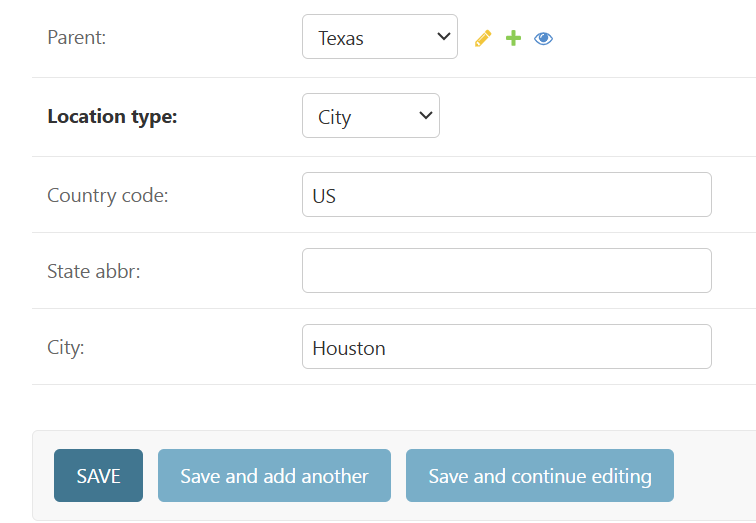 Parent: Texas
Location type: City
Country code: US
State abbr:
City: Houston
SAVE Save and add another Save and continue editing